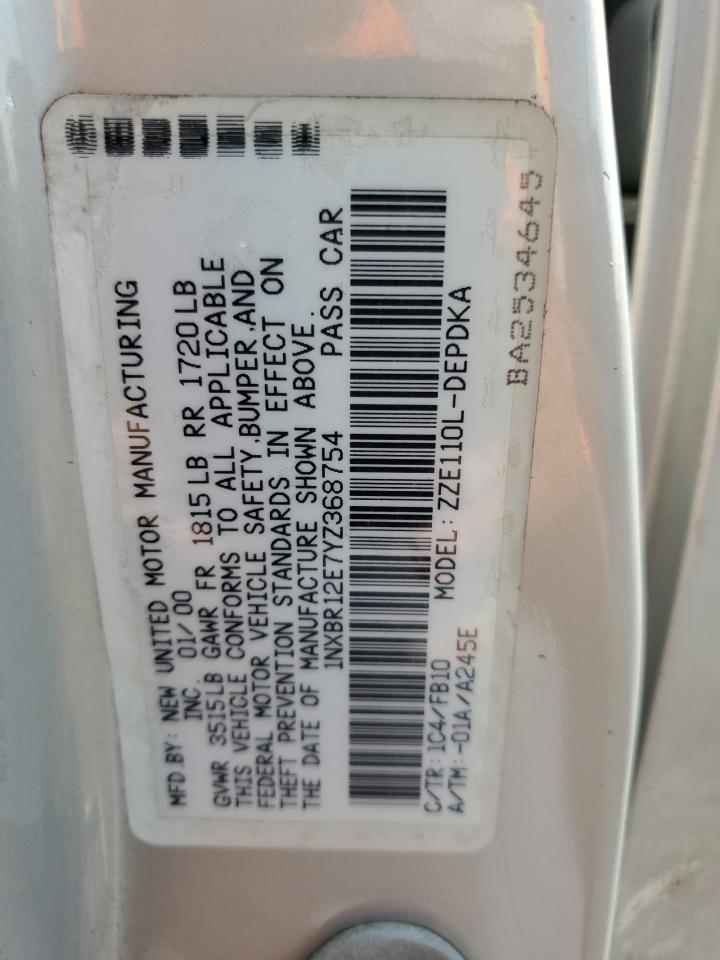 MFD.BY: NEW UNITED MOTOR MANUFACTURING
INC. 01/00
GVWR 3515LB GAWR FR 1815LB RR 1720LB
THIS VEHICLE CONFORMS TO ALL APPLICABLE
FEDERAL MOTOR VEHICLE SAFETY,BUMPER,AND
THEFT PREVENTION STANDARDS IN EFFECT ON
THE DATE OF MANUFACTURE SHOWN ABOVE.
1NXBR12E7YZ368754 PASS CAR
C/TR:1C4/FB10 MODEL:ZZE110L-DEPDKA
A/TM:-01A/A245E
BA2534645